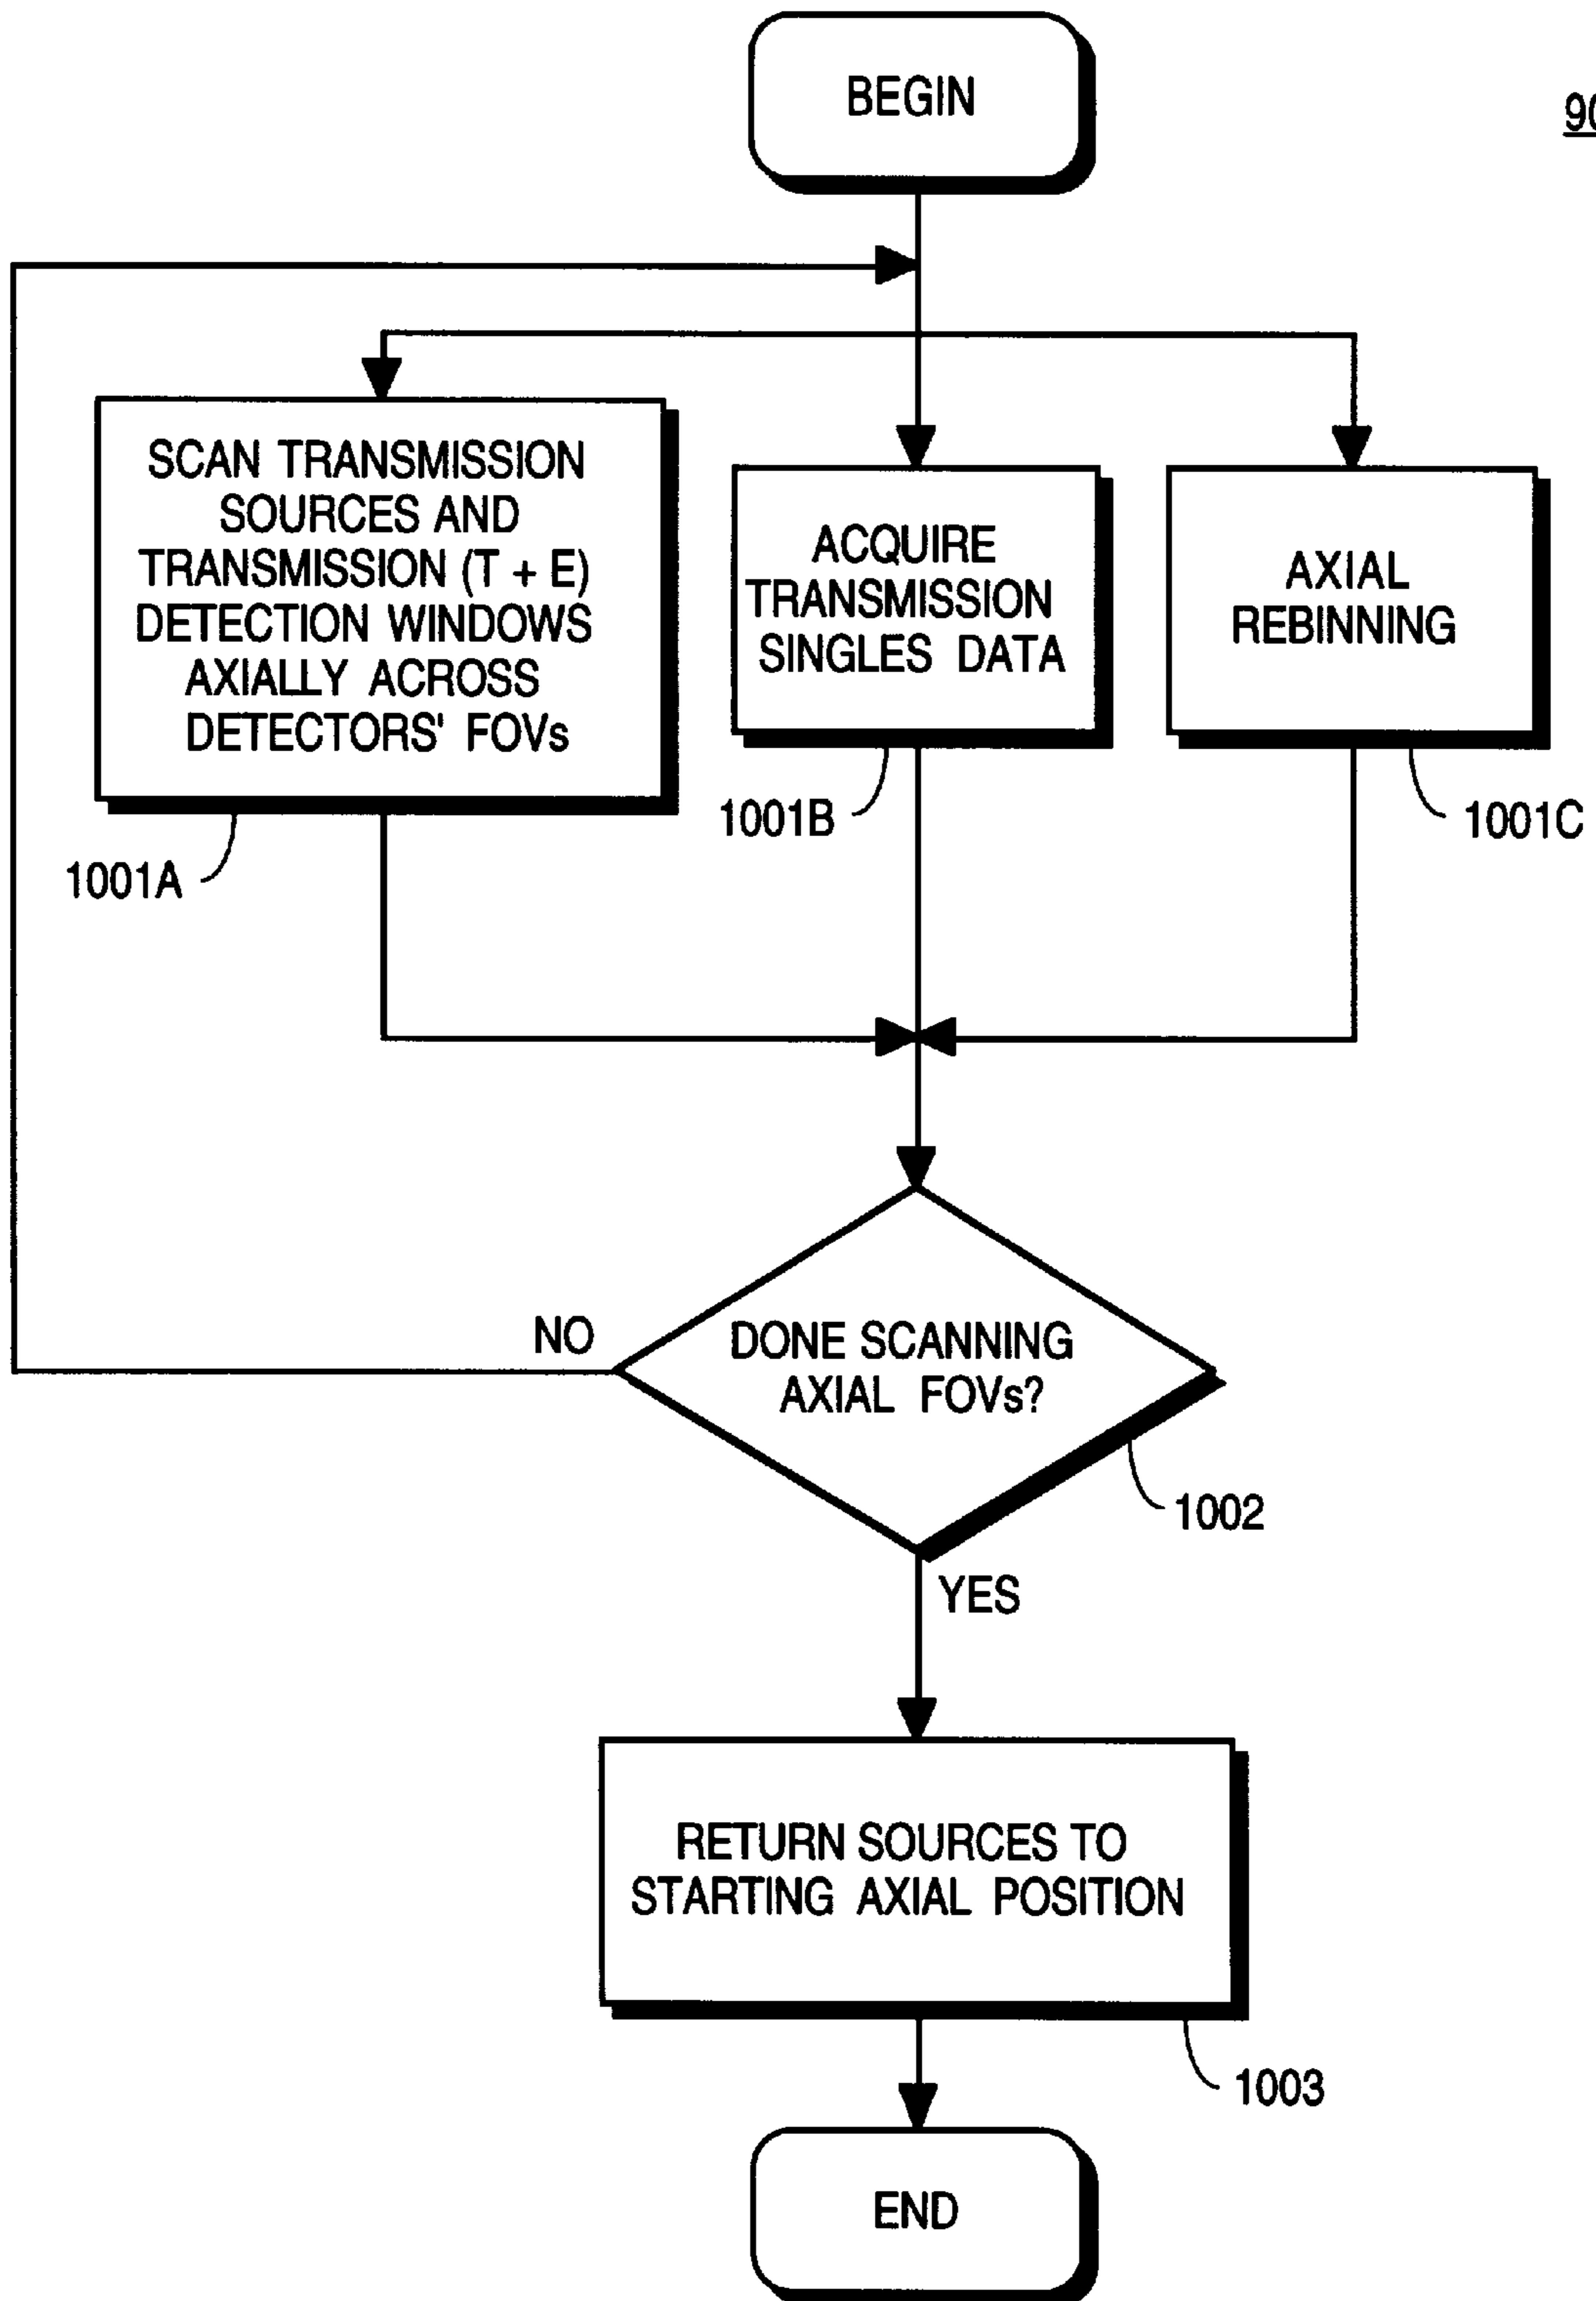 BEGIN
90
SCAN TRANSMISSION
SOURCES AND
TRANSMISSION (T + E)
DETECTION WINDOWS
AXIALLY ACROSS
DETECTORS' FOVs
1001A
ACQUIRE
TRANSMISSION
SINGLES DATA
1001B
AXIAL
REBINNING
1001C
DONE SCANNING
AXIAL FOVs?
NO
1002
YES
RETURN SOURCES TO
STARTING AXIAL POSITION
1003
END